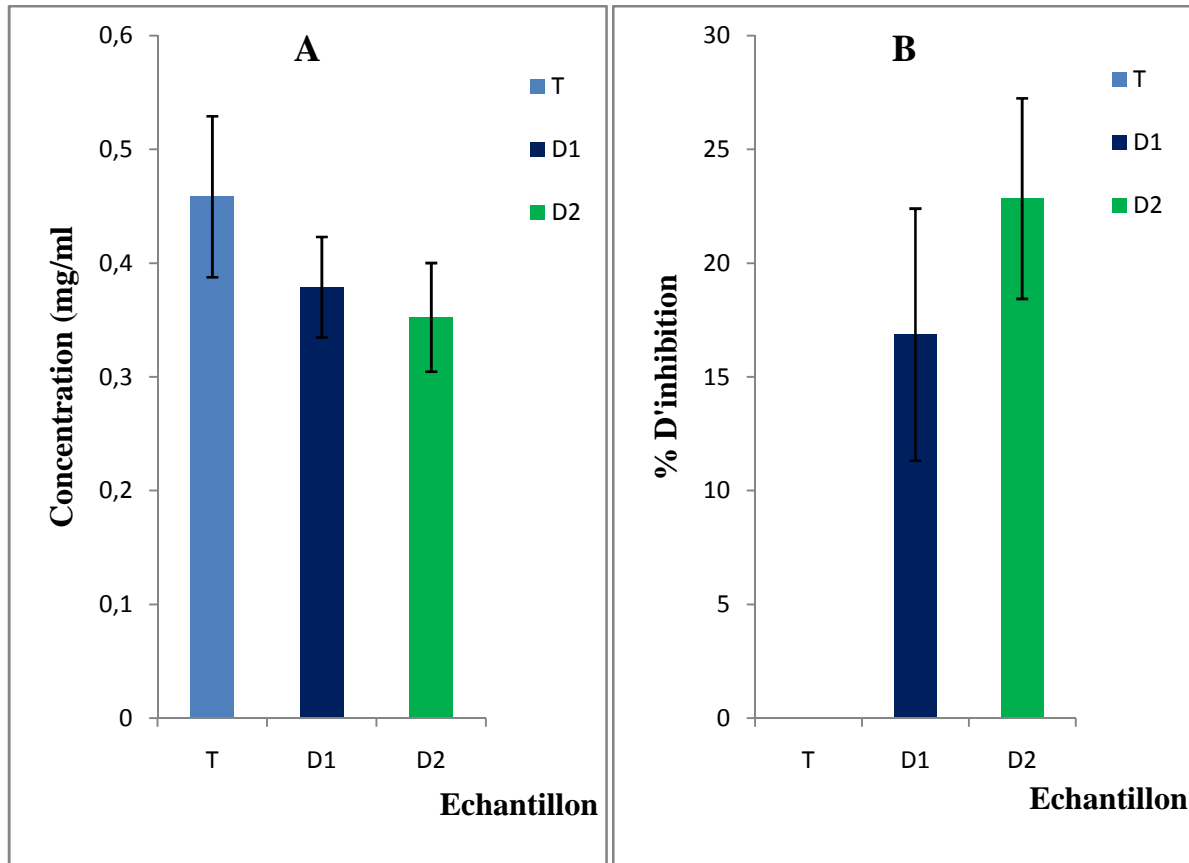 A
Concentration (mg/ml)
0,6
0,5
0,4
0,3
0,2
0,1
0
T
D1
D2
T
D1
D2
Echantillon
B
% D'inhibition
30
25
20
15
10
5
0
T
D1
D2
T
D1
D2
Echantillon